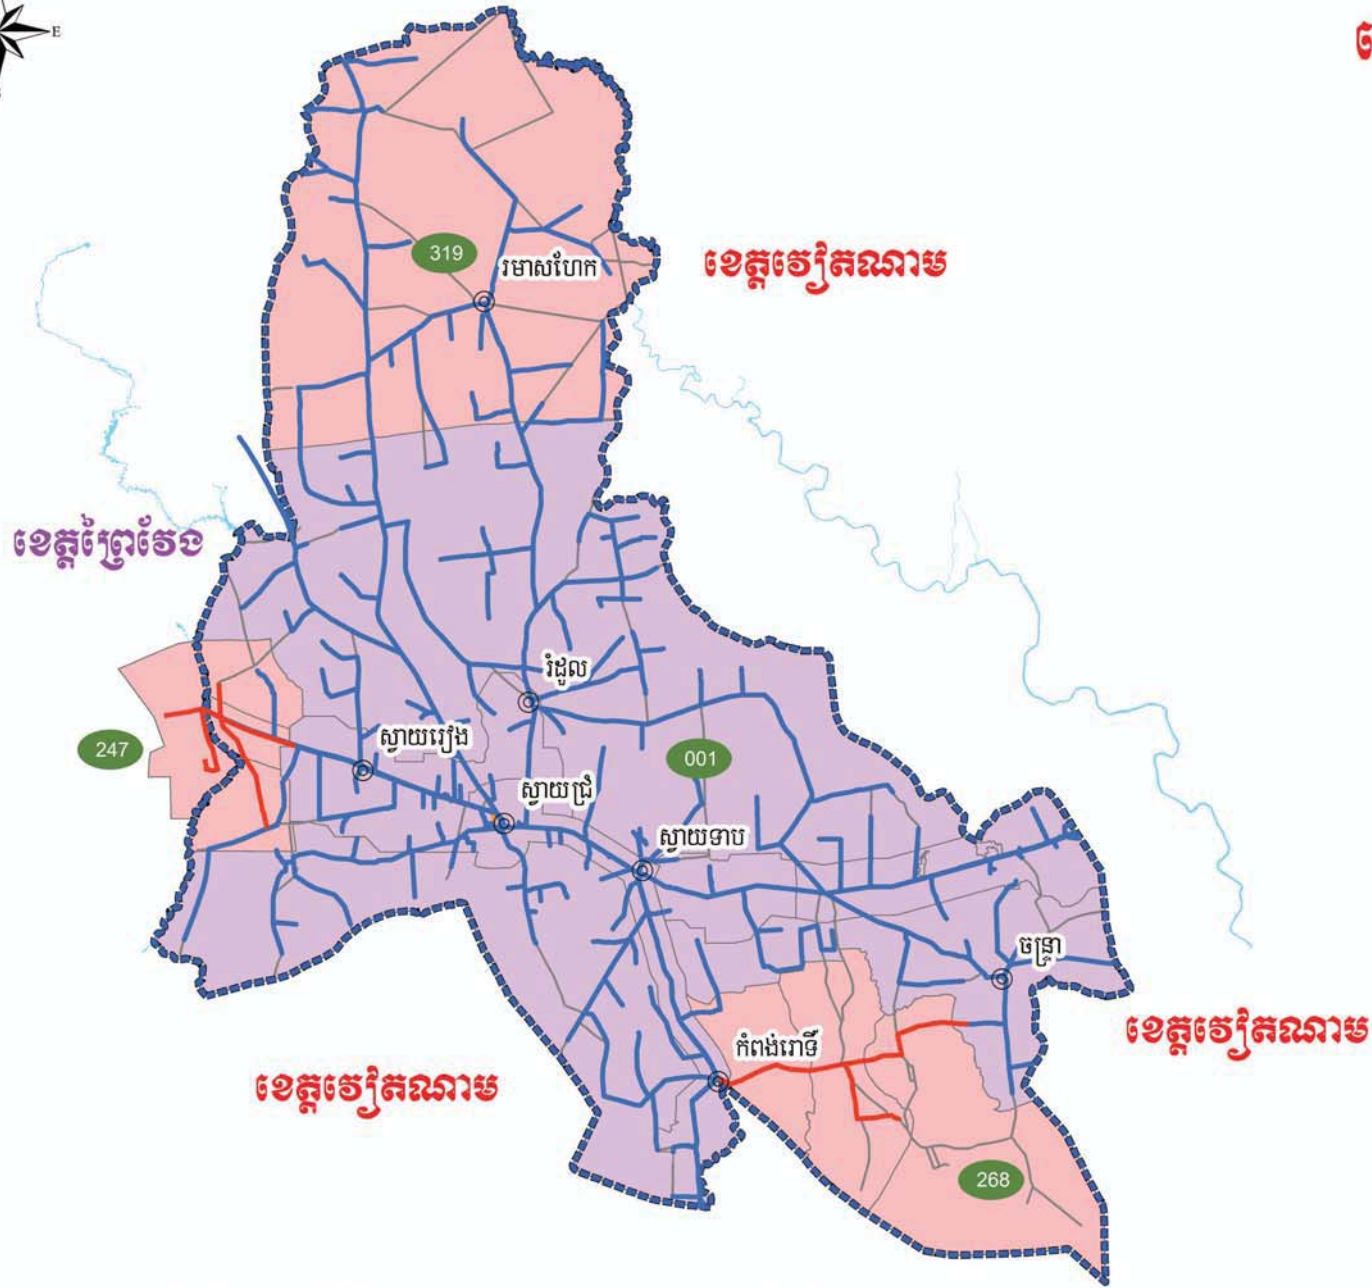 E
319
រមាសហែក
ខេត្តវៀតណាម
ខេត្តព្រៃវែង
រំដួល
ស្វាយរៀង
247
001
ស្វាយជ្រំ
ស្វាយទាប
ចន្ទ្រា
កំពង់រោទិ៍
ខេត្តវៀតណាម
ខេត្តវៀតណាម
268